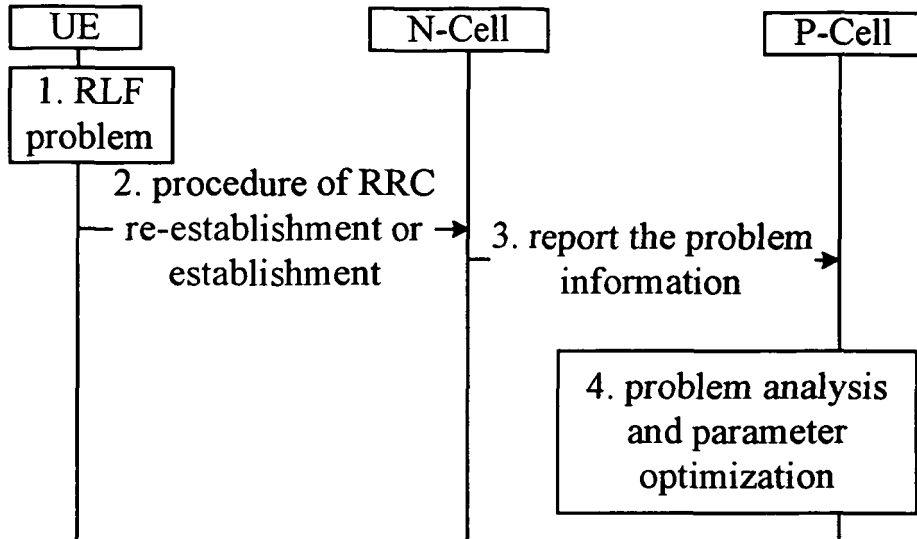 UE
N-Cell
P-Cell
1. RLF
problem
2. procedure of RRC
re-establishment or
establishment
3. report the problem
information
4. problem analysis
and parameter
optimization